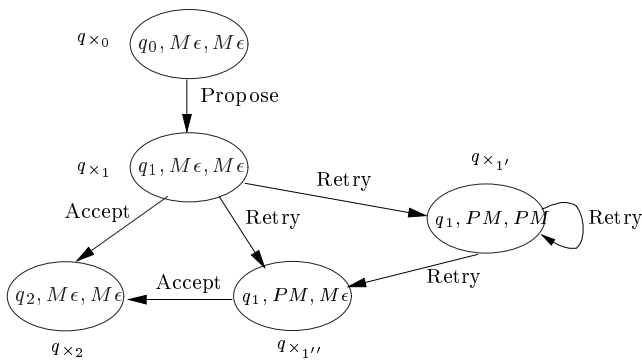 q×₀
q₀, Mϵ, Mϵ
Propose
q×₁
q₁, Mϵ, Mϵ
q×₁′
Retry
Accept
Retry
q₁, PM, PM
Retry
Retry
Accept
q₂, Mϵ, Mϵ
q₁, PM, Mϵ
q×₂
q×₁′′